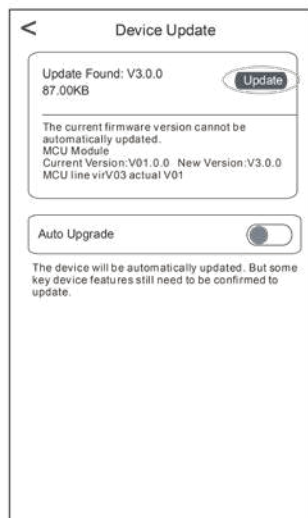 < Device Update
Update Found: V3.0.0
Update
87.00KB
The current firmware version cannot be
automatically updated.
MCU Module
Current Version:V01.0.0 New Version:V3.0.0
MCU line virV03 actual V01
Auto Upgrade
The device will be automatically updated. But some
key device features still need to be confirmed to
update.